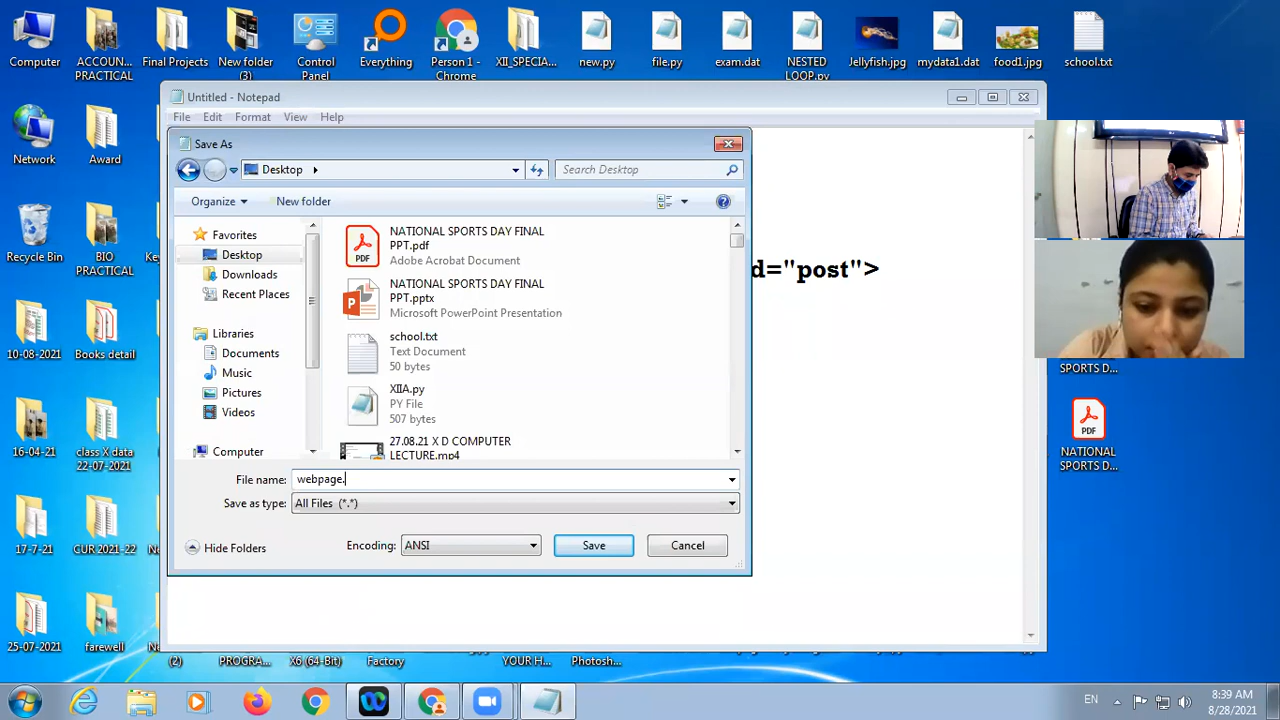 Computer
ACCOUN...
PRACTICAL
Final Projects
New folder
(3)
Control
Panel
Everything
Person 1 -
Chrome
XII_SPECIA...
new.py
file.py
exam.dat
NESTED
LOOP.py
Jellyfish.jpg
mydata1.dat
food1.jpg
school.txt
Untitled - Notepad
File Edit Format View Help
Save As
Network
Award
Desktop
Search Desktop
Organize
New folder
Favorites
Desktop
Downloads
Recent Places
Libraries
Documents
Music
Pictures
Videos
Computer
PDF
NATIONAL SPORTS DAY FINAL
PPT.pdf
Adobe Acrobat Document
NATIONAL SPORTS DAY FINAL
PPT.pptx
Microsoft PowerPoint Presentation
school.txt
Text Document
50 bytes
XIIA.py
PY File
507 bytes
27.08.21 X D COMPUTER
LECTURE.mp4
d="post">
Recycle Bin
BIO
PRACTICAL
10-08-2021
Books detail
SPORTS D...
PDF
NATIONAL
SPORTS D...
16-04-21
class X data
22-07-2021
File name: webpage.
Save as type: All Files (*.*)
Hide Folders
Encoding: ANSI
Save
Cancel
17-7-21
CUR 2021-22
25-07-2021
farewell
(2)
PROGRA...
X6 (64-Bit)
Factory
YOUR H...
Photosh...
EN
8:39 AM
8/28/2021